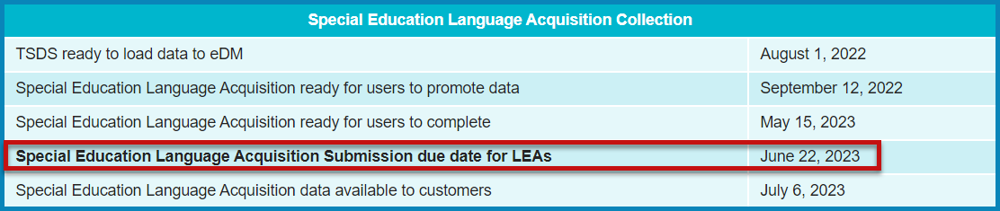 Special Education Language Acquisition Collection
TSDS ready to load data to eDM August 1, 2022
Special Education Language Acquisition ready for users to promote data September 12, 2022
Special Education Language Acquisition ready for users to complete May 15, 2023
Special Education Language Acquisition Submission due date for LEAs June 22, 2023
Special Education Language Acquisition data available to customers July 6, 2023